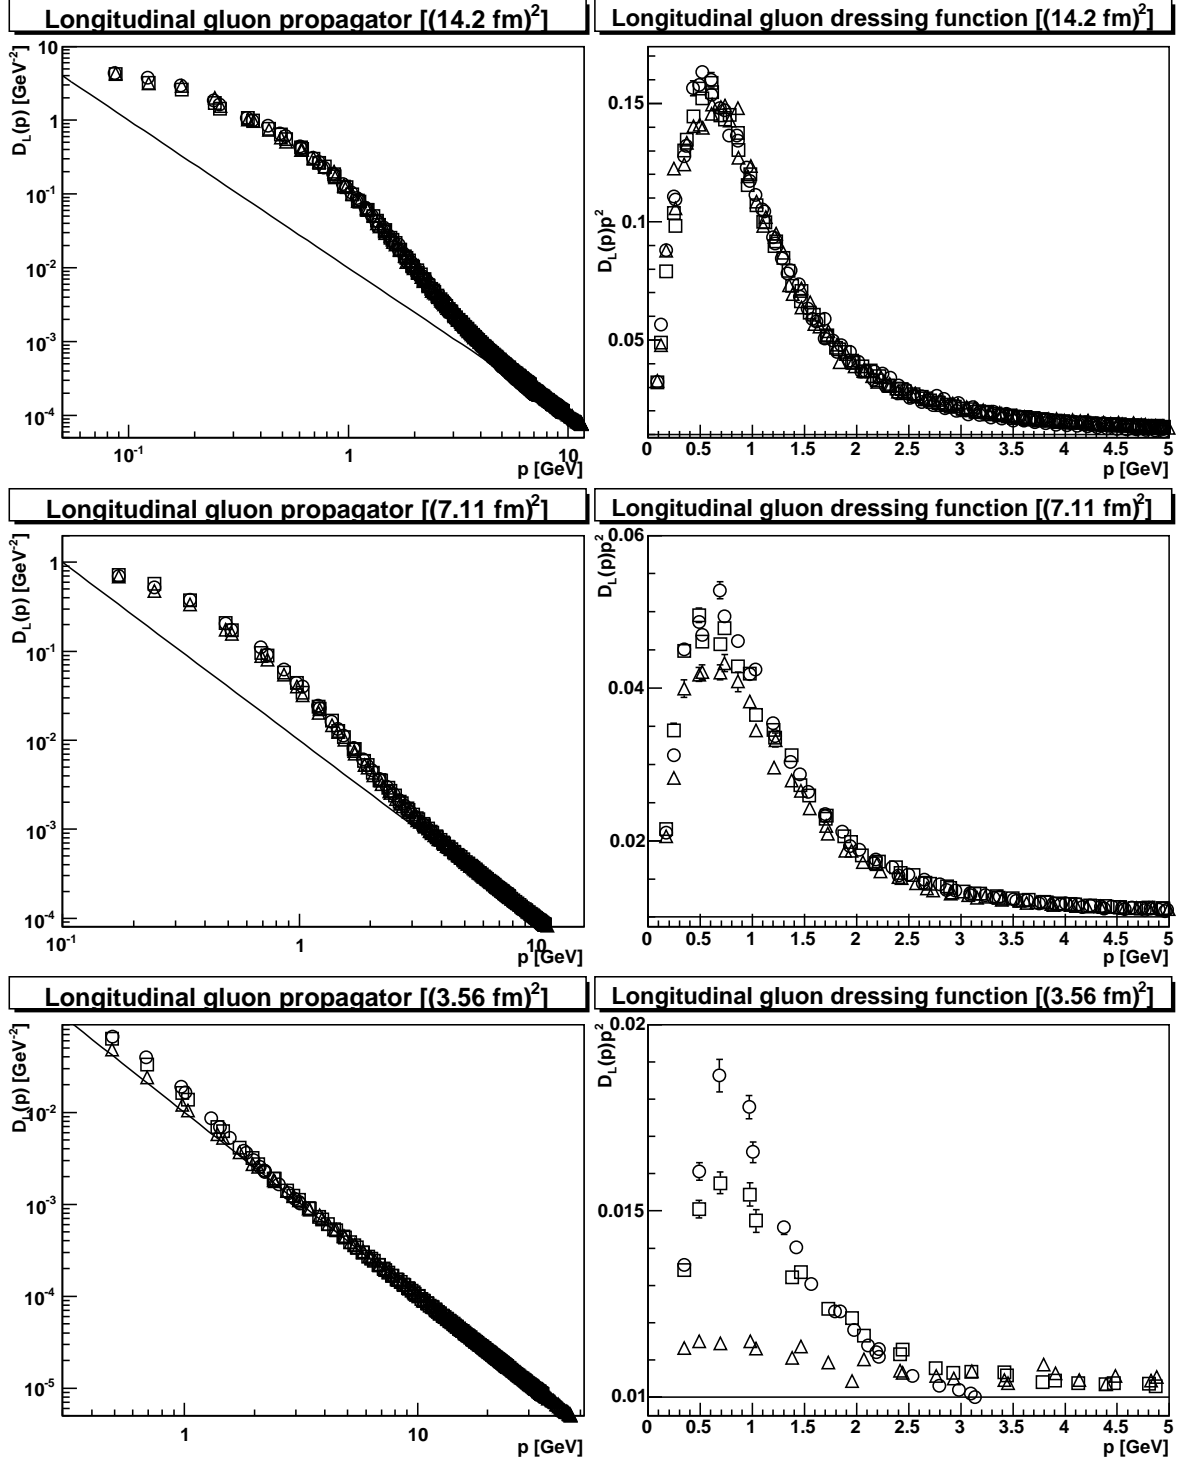 Longitudinal gluon propagator [(14.2 fm)²]
D_L(p) [GeV⁻²]
10
1
10⁻¹
10⁻²
10⁻³
10⁻⁴
10⁻¹ 1 10
p [GeV]
Longitudinal gluon dressing function [(14.2 fm)²]
D_L(p)p²
0.15
0.1
0.05
0 0.5 1 1.5 2 2.5 3 3.5 4 4.5 5
p [GeV]
Longitudinal gluon propagator [(7.11 fm)²]
D_L(p) [GeV⁻²]
1
10⁻¹
10⁻²
10⁻³
10⁻⁴
10⁻¹ 1 10
p [GeV]
Longitudinal gluon dressing function [(7.11 fm)²]
D_L(p)p²
0.06
0.04
0.02
0 0.5 1 1.5 2 2.5 3 3.5 4 4.5 5
p [GeV]
Longitudinal gluon propagator [(3.56 fm)²]
D_L(p) [GeV⁻²]
10⁻²
10⁻³
10⁻⁴
10⁻⁵
1 10
p [GeV]
Longitudinal gluon dressing function [(3.56 fm)²]
D_L(p)p²
0.02
0.015
0.01
0 0.5 1 1.5 2 2.5 3 3.5 4 4.5 5
p [GeV]